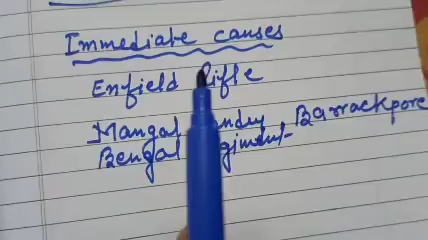 Immediate causes
Enfield Rifle
Mangal
Bengal
Barrackpore